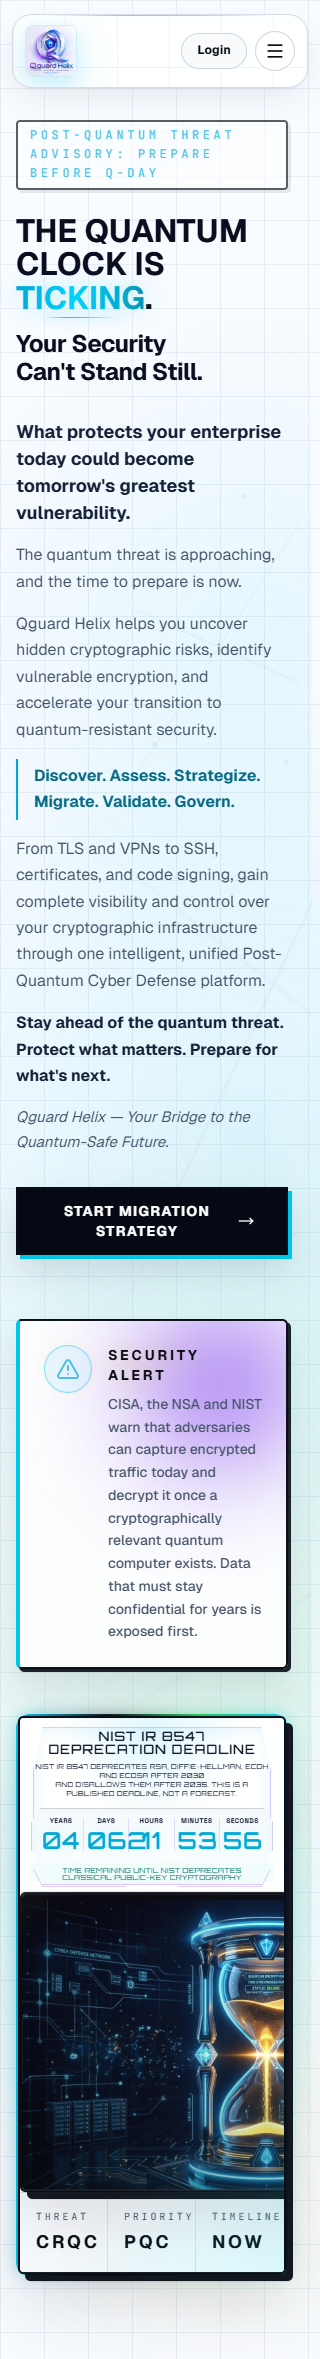 Qguard Helix
Login
POST-QUANTUM THREAT
ADVISORY: PREPARE
BEFORE Q-DAY
THE QUANTUM
CLOCK IS
TICKING.
Your Security
Can't Stand Still.
What protects your enterprise
today could become
tomorrow's greatest
vulnerability.
The quantum threat is approaching,
and the time to prepare is now.
Qguard Helix helps you uncover
hidden cryptographic risks, identify
vulnerable encryption, and
accelerate your transition to
quantum-resistant security.
Discover. Assess. Strategize.
Migrate. Validate. Govern.
From TLS and VPNs to SSH,
certificates, and code signing, gain
complete visibility and control over
your cryptographic infrastructure
through one intelligent, unified Post-
Quantum Cyber Defense platform.
Stay ahead of the quantum threat.
Protect what matters. Prepare for
what's next.
Qguard Helix — Your Bridge to the
Quantum-Safe Future.
START MIGRATION
STRATEGY →
SECURITY
ALERT
CISA, the NSA and NIST
warn that adversaries
can capture encrypted
traffic today and
decrypt it once a
cryptographically
relevant quantum
computer exists. Data
that must stay
confidential for years is
exposed first.
NIST IR 8547
DEPRECATION DEADLINE
NIST IR 8547 DEPRECATES RSA, DIFFIE-HELLMAN, ECDH
AND ECDSA AFTER 2030
AND DISALLOWS THEM AFTER 2035. THIS IS A
PUBLISHED DEADLINE, NOT A FORECAST.
YEARS DAYS HOURS MINUTES SECONDS
04 062 11 53 56
TIME REMAINING UNTIL NIST DEPRECATES
CLASSICAL PUBLIC-KEY CRYPTOGRAPHY
CYBER DEFENSE NETWORK
THREAT PRIORITY TIMELINE
CRQC PQC NOW